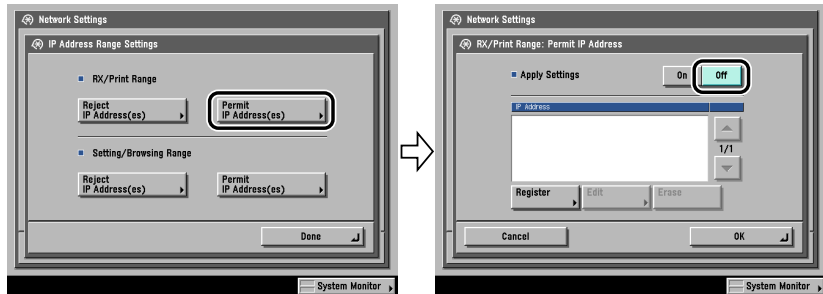 Network Settings
IP Address Range Settings
RX/Print Range
Reject
IP Address(es)
Permit
IP Address(es)
Setting/Browsing Range
Reject
IP Address(es)
Permit
IP Address(es)
Done
System Monitor
Network Settings
RX/Print Range: Permit IP Address
Apply Settings
On
Off
IP Address
1/1
Register
Edit
Erase
Cancel
OK
System Monitor